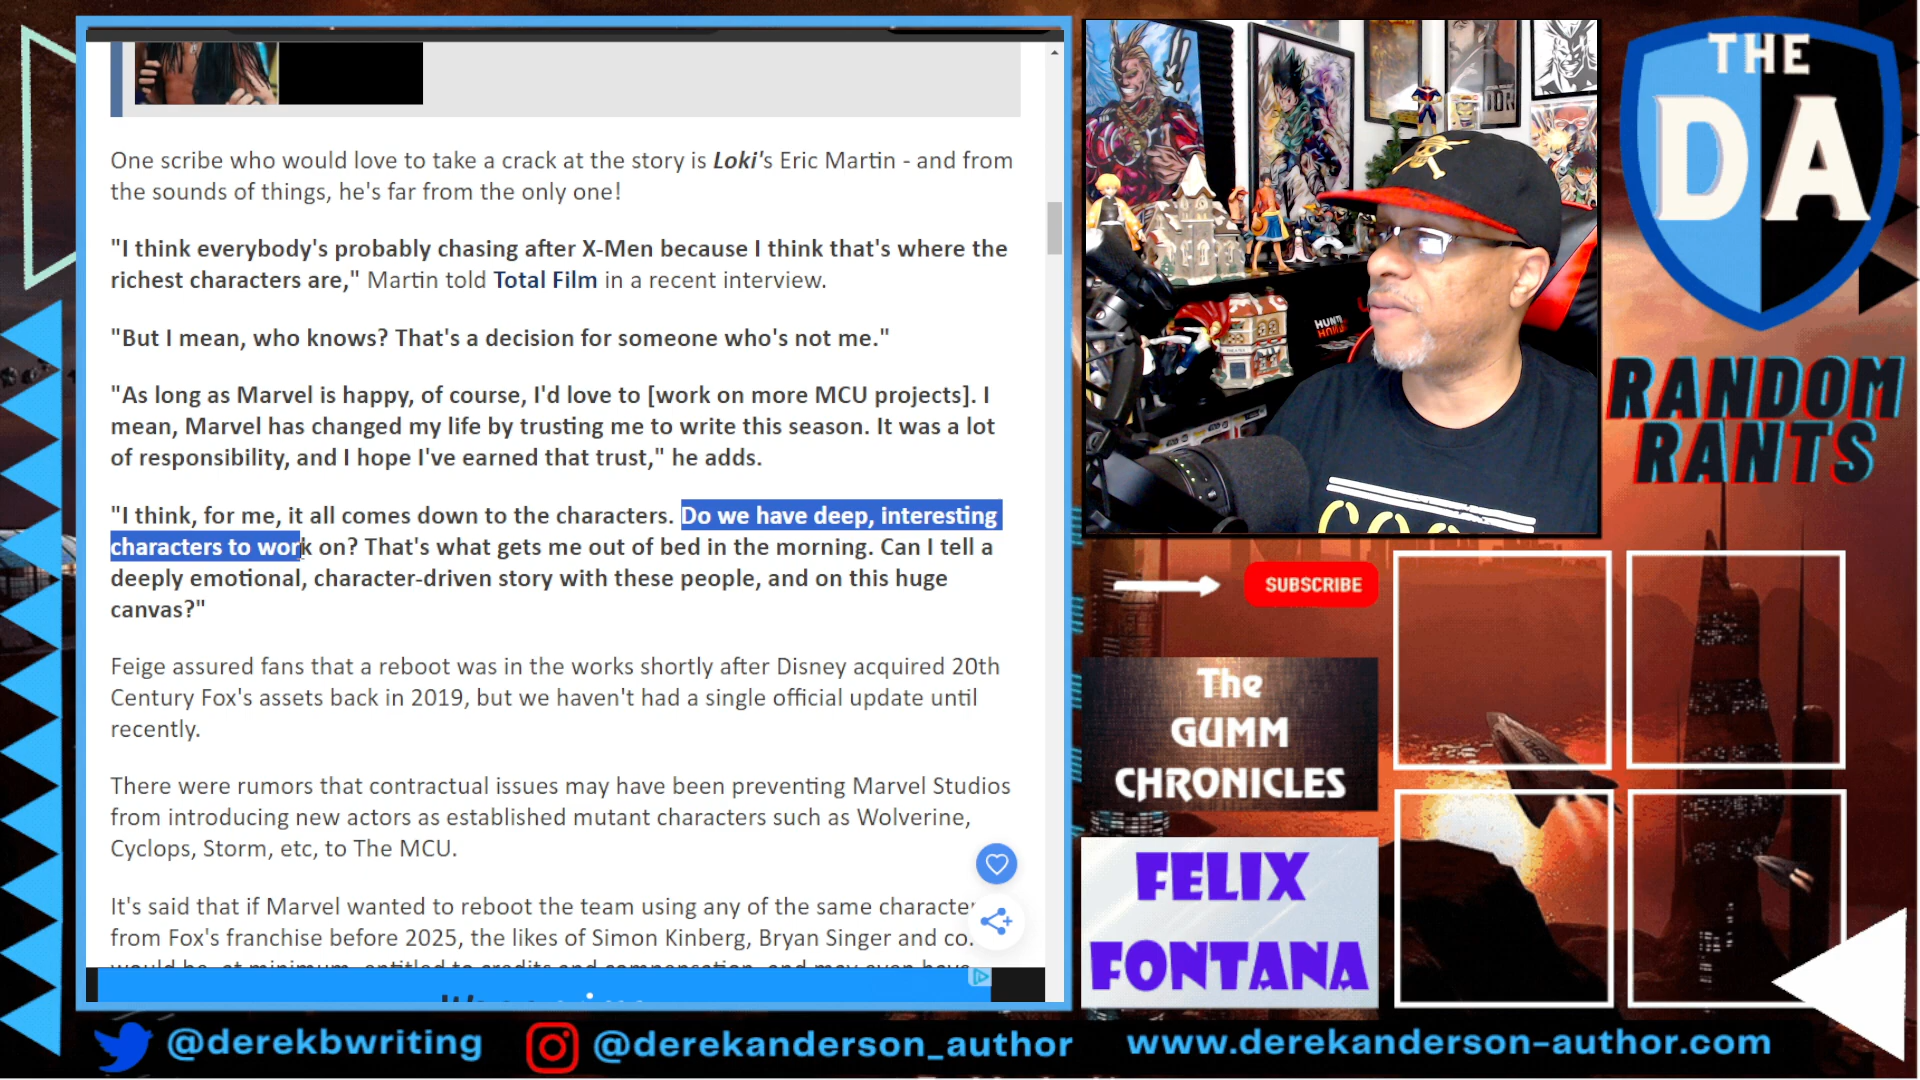 One scribe who would love to take a crack at the story is Loki's Eric Martin - and from
the sounds of things, he's far from the only one!
"I think everybody's probably chasing after X-Men because I think that's where the
richest characters are," Martin told Total Film in a recent interview.
"But I mean, who knows? That's a decision for someone who's not me."
"As long as Marvel is happy, of course, I'd love to [work on more MCU projects]. I
mean, Marvel has changed my life by trusting me to write this season. It was a lot
of responsibility, and I hope I've earned that trust," he adds.
"I think, for me, it all comes down to the characters. Do we have deep, interesting
characters to work on? That's what gets me out of bed in the morning. Can I tell a
deeply emotional, character-driven story with these people, and on this huge
canvas?"
Feige assured fans that a reboot was in the works shortly after Disney acquired 20th
Century Fox's assets back in 2019, but we haven't had a single official update until
recently.
There were rumors that contractual issues may have been preventing Marvel Studios
from introducing new actors as established mutant characters such as Wolverine,
Cyclops, Storm, etc, to The MCU.
It's said that if Marvel wanted to reboot the team using any of the same
from Fox's franchise before 2025, the likes of Simon Kinberg, Bryan Singer and co.
THE
DA
RANDOM
RANTS
SUBSCRIBE
The
GUMM
CHRONICLES
FELIX
FONTANA
@derekbwriting
@derekanderson_author
www.derekanderson-author.com